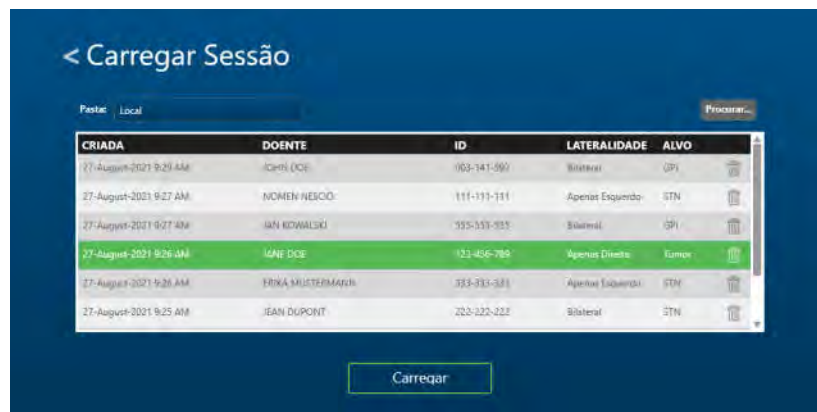 < Carregar Sessão
Pasta: Local Procurar...
CRIADA DOENTE ID LATERALIDADE ALVO
27-August-2021 9:29 AM JOHN DOE Bilateral GPi
27-August-2021 9:27 AM NOMEN NESCIO 111-111-111 Apenas Esquerdo STN
27-August-2021 9:27 AM JAN KOWALSKI 555-555-555 Bilateral GPi
27-August-2021 9:26 AM JANE DOE 123-456-789 Apenas Direito Tumor
27-August-2021 9:26 AM ERIKA MUSTERMANN 333-333-333 Apenas Esquerdo STN
27-August-2021 9:25 AM JEAN DUPONT 222-222-222 Bilateral STN
Carregar